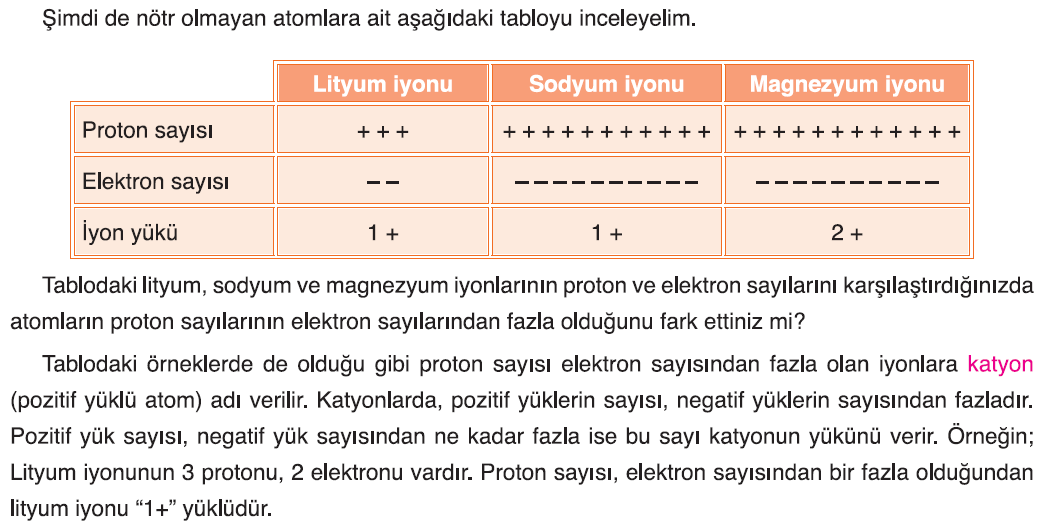 Şimdi de nötr olmayan atomlara ait aşağıdaki tabloyu inceleyelim.
Lityum iyonu Sodyum iyonu Magnezyum iyonu
Proton sayısı + + + + + + + + + + + + + + + + + + + + + + + + + +
Elektron sayısı – – – – – – – – – – – – – – – – – – – – – –
İyon yükü 1 + 1 + 2 +
Tablodaki lityum, sodyum ve magnezyum iyonlarının proton ve elektron sayılarını karşılaştırdığınızda
atomların proton sayılarının elektron sayılarından fazla olduğunu fark ettiniz mi?
Tablodaki örneklerde de olduğu gibi proton sayısı elektron sayısından fazla olan iyonlara katyon
(pozitif yüklü atom) adı verilir. Katyonlarda, pozitif yüklerin sayısı, negatif yüklerin sayısından fazladır.
Pozitif yük sayısı, negatif yük sayısından ne kadar fazla ise bu sayı katyonun yükünü verir. Örneğin;
Lityum iyonunun 3 protonu, 2 elektronu vardır. Proton sayısı, elektron sayısından bir fazla olduğundan
lityum iyonu “1+” yüklüdür.